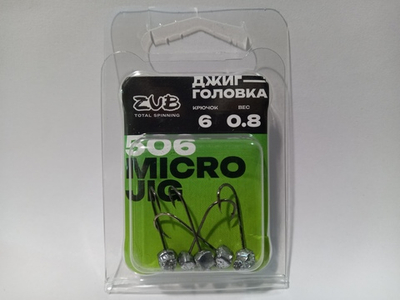 ZUB
TOTAL SPINNING
ДЖИГ—
ГОЛОВКА
КРЮЧОК ВЕС
6 0.8
506
MICRO
JIG